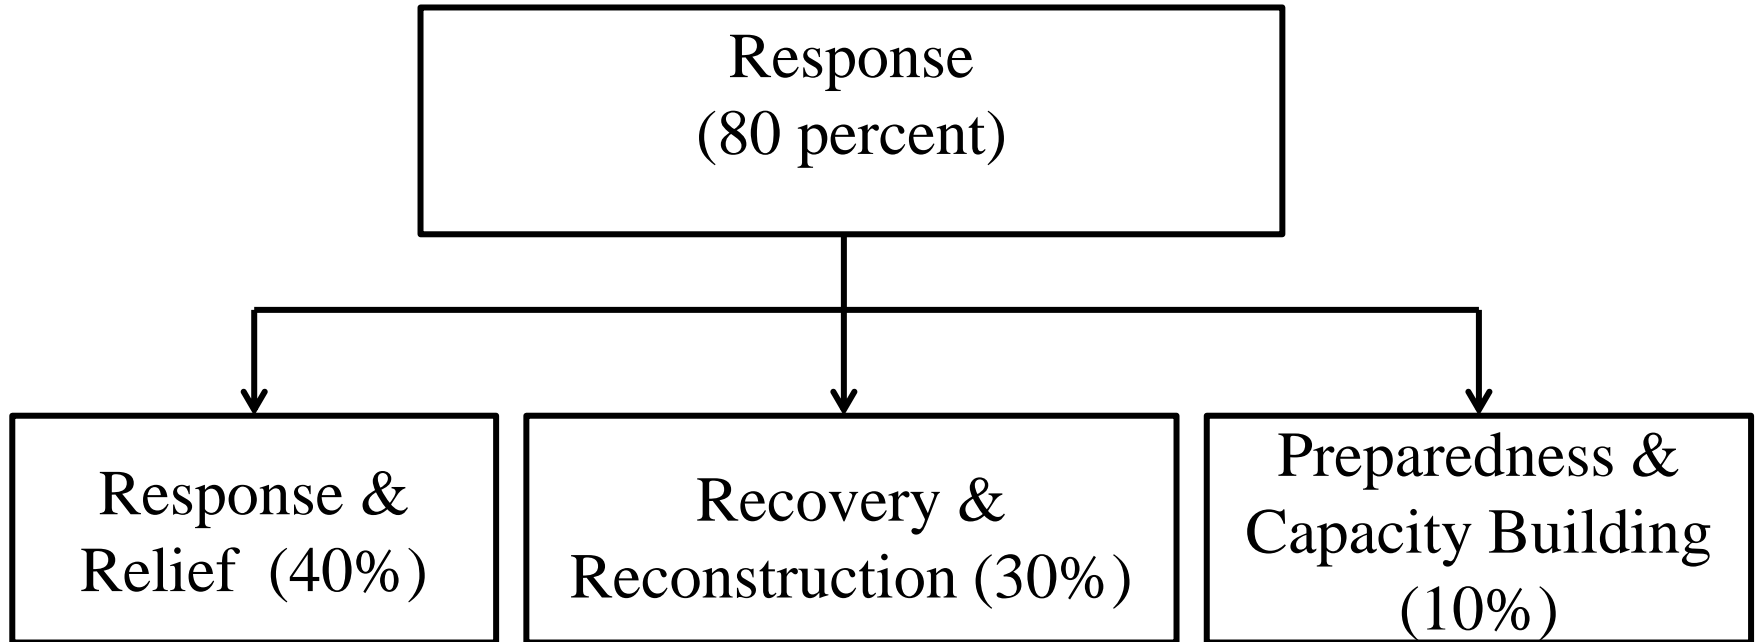 Response
(80 percent)
Response &
Relief (40%)
Recovery &
Reconstruction (30%)
Preparedness &
Capacity Building
(10%)